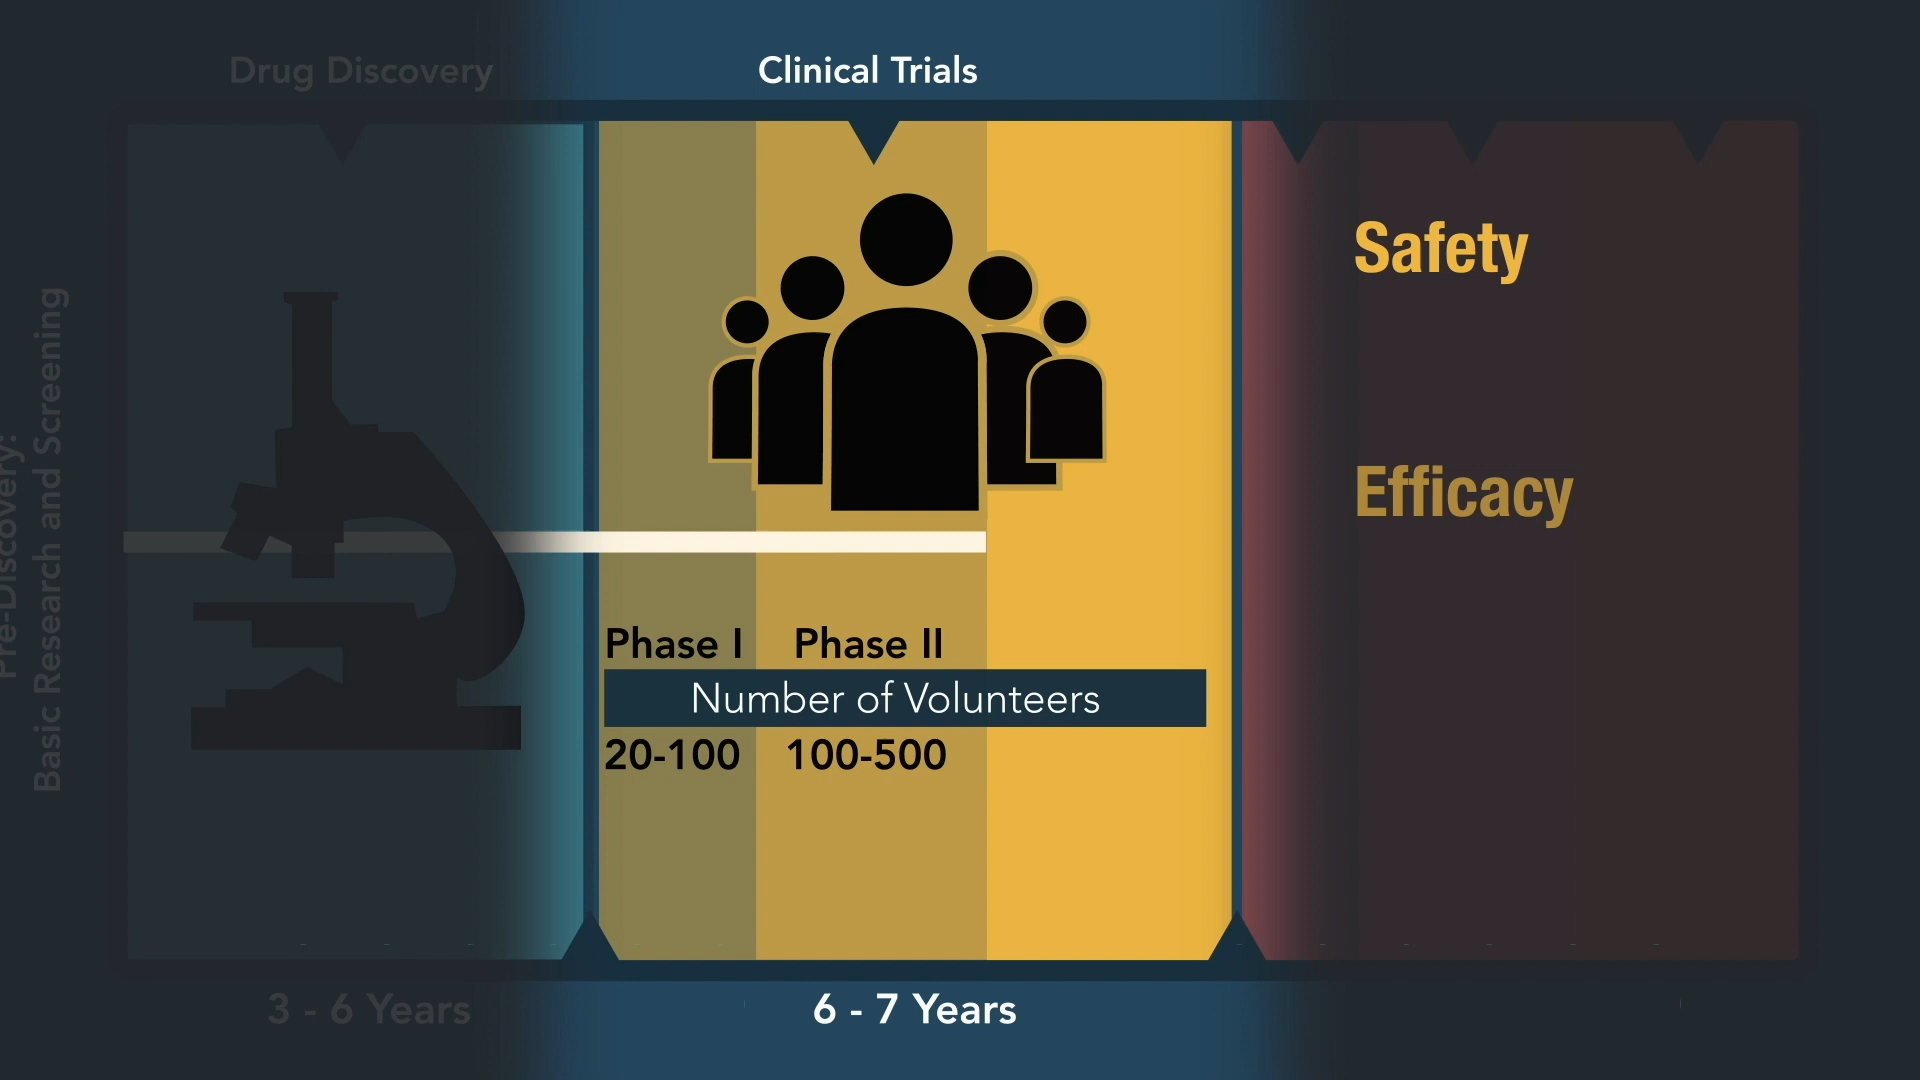 Drug Discovery
Clinical Trials
Pre-Discovery:
Basic Research and Screening
Safety
Efficacy
Phase I
Phase II
Number of Volunteers
20-100
100-500
3 - 6 Years
6 - 7 Years